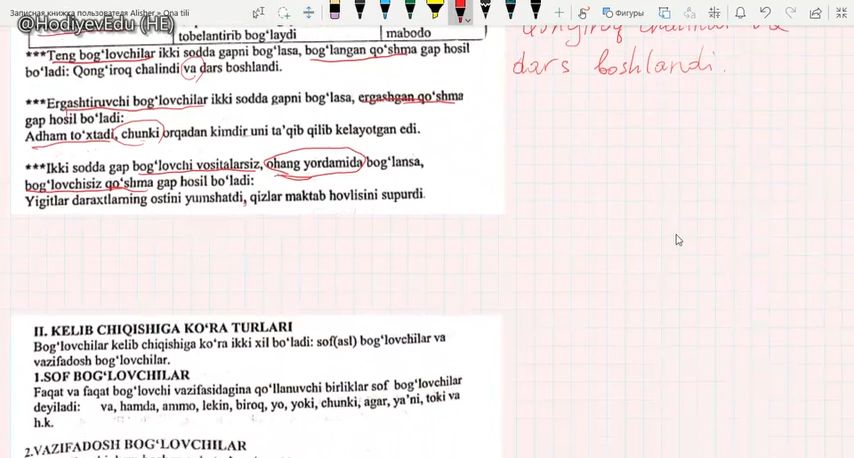 Записная книжка пользователя Alisher » Ona tili
@HodiyevEdu (HE)
Фигуры
tobelantirib bog‘laydi
mabodo
***Teng bog‘lovchilar ikki sodda gapni bog‘lasa, bog‘langan qo‘shma gap hosil
bo‘ladi: Qong‘iroq chalindi va dars boshlandi.
dars boshlandi.
***Ergashtiruvchi bog‘lovchilar ikki sodda gapni bog‘lasa, ergashgan qo‘shma
gap hosil bo‘ladi:
Adham to‘xtadi, chunki orqadan kimdir uni ta’qib qilib kelayotgan edi.
***Ikki sodda gap bog‘lovchi vositalarsiz, ohang yordamida bog‘lansa,
bog‘lovchisiz qo‘shma gap hosil bo‘ladi:
Yigitlar daraxtlarning ostini yumshatdi, qizlar maktab hovlisini supurdi.
II. KELIB CHIQISHIGA KO‘RA TURLARI
Bog‘lovchilar kelib chiqishiga ko‘ra ikki xil bo‘ladi: sof(asl) bog‘lovchilar va
vazifadosh bog‘lovchilar.
1.SOF BOG‘LOVCHILAR
Faqat va faqat bog‘lovchi vazifasidagina qo‘llanuvchi birliklar sof bog‘lovchilar
deyiladi: va, hamda, ammo, lekin, biroq, yo, yoki, chunki, agar, ya’ni, toki va
h.k.
2.VAZIFADOSH BOG‘LOVCHILAR